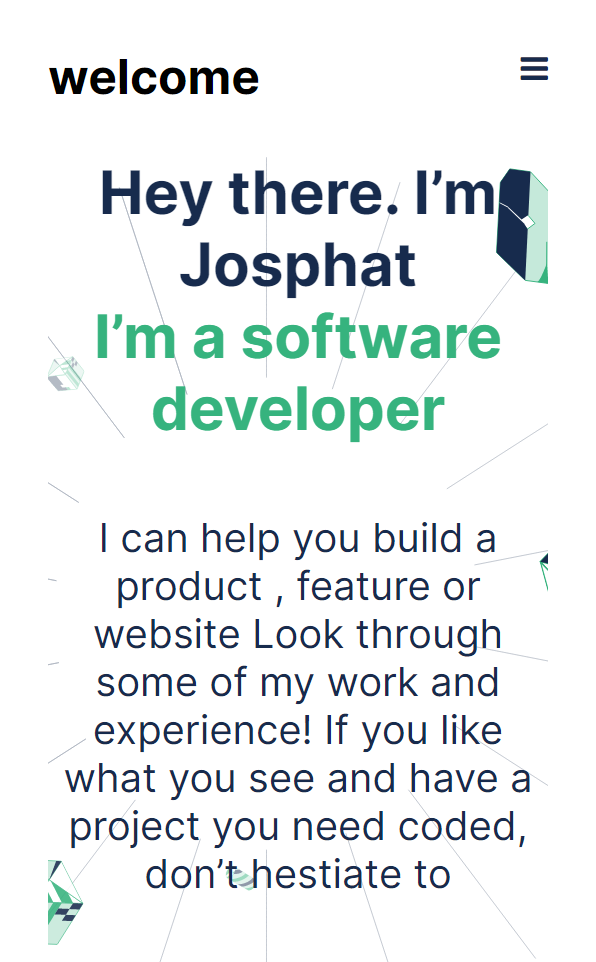 welcome
Hey there. I’m
Josphat
I’m a software
developer
I can help you build a
product , feature or
website Look through
some of my work and
experience! If you like
what you see and have a
project you need coded,
don’t hestiate to